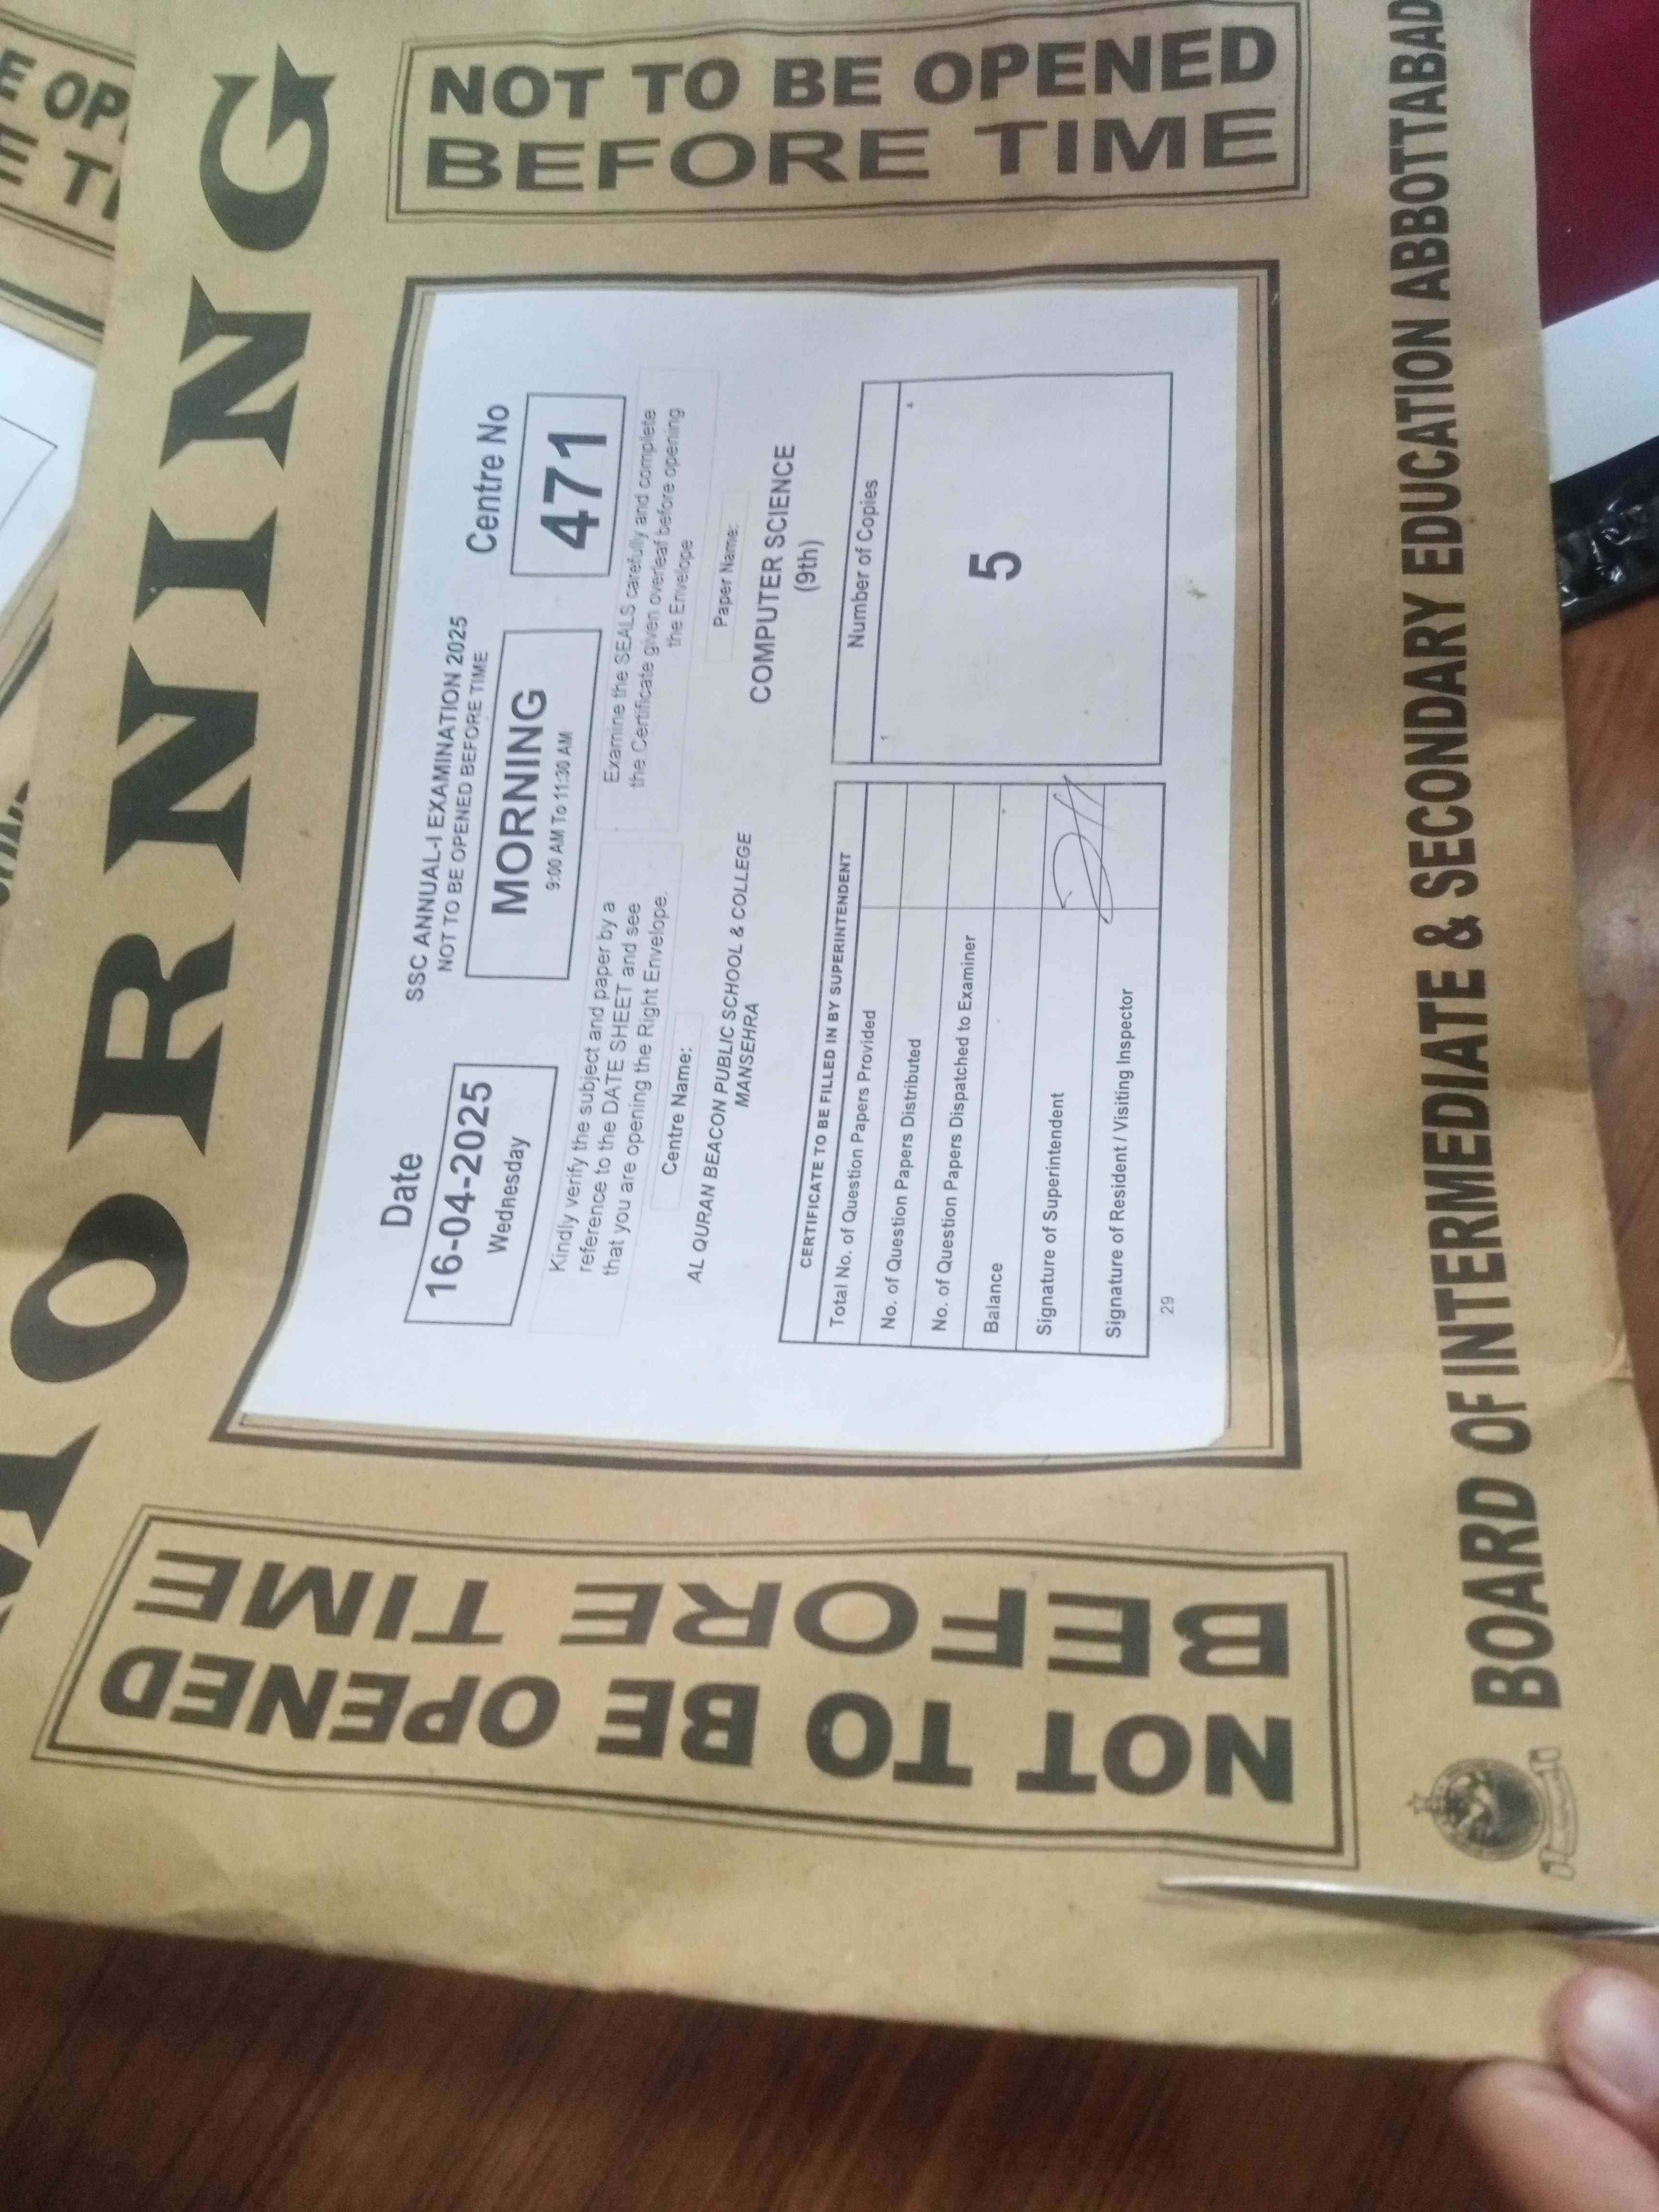 MORNING
NOT TO BE OPENED
BEFORE TIME
NOT TO BE OPENED
BEFORE TIME
Date
16-04-2025
Wednesday
SSC ANNUAL-I EXAMINATION 2025
NOT TO BE OPENED BEFORE TIME
MORNING
9:00 AM To 11:30 AM
Centre No
471
Kindly verify the subject and paper by a
reference to the DATE SHEET and see
that you are opening the Right Envelope.
Examine the SEALS carefully and complete
the Certificate given overleaf before opening
the Envelope
Centre Name:
AL QURAN BEACON PUBLIC SCHOOL & COLLEGE
MANSEHRA
Paper Name:
COMPUTER SCIENCE
(9th)
CERTIFICATE TO BE FILLED IN BY SUPERINTENDENT
Total No. of Question Papers Provided
No. of Question Papers Distributed
No. of Question Papers Dispatched to Examiner
Balance
Signature of Superintendent
Signature of Resident / Visiting Inspector
Number of Copies
5
29
BOARD OF INTERMEDIATE & SECONDARY EDUCATION ABBOTTABAD